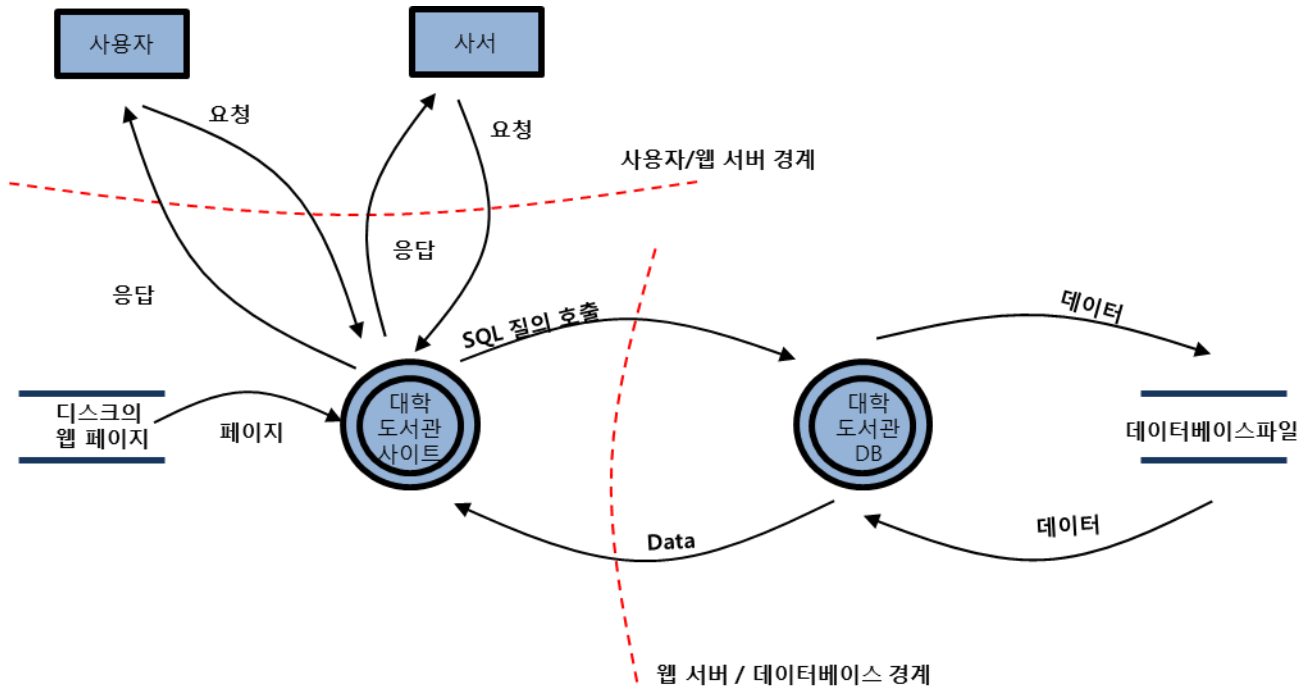 사용자
사서
요청
요청
사용자/웹 서버 경계
응답
응답
SQL 질의 호출
데이터
디스크의
웹 페이지
페이지
대학
도서관
사이트
대학
도서관
DB
데이터베이스파일
Data
데이터
웹 서버 / 데이터베이스 경계